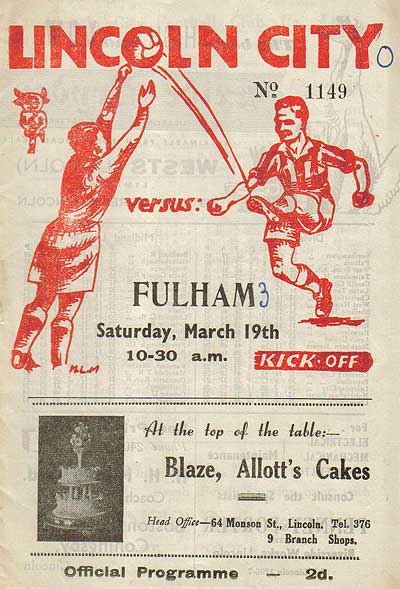 LINCOLN CITY 0
Nº 1149
versus:
FULHAM 3
Saturday, March 19th
10-30 a.m.
KICK-OFF
N.L.M
At the top of the table:—
Blaze, Allott's Cakes
Head Office—64 Monson St., Lincoln. Tel. 376
9 Branch Shops.
Official Programme — 2d.